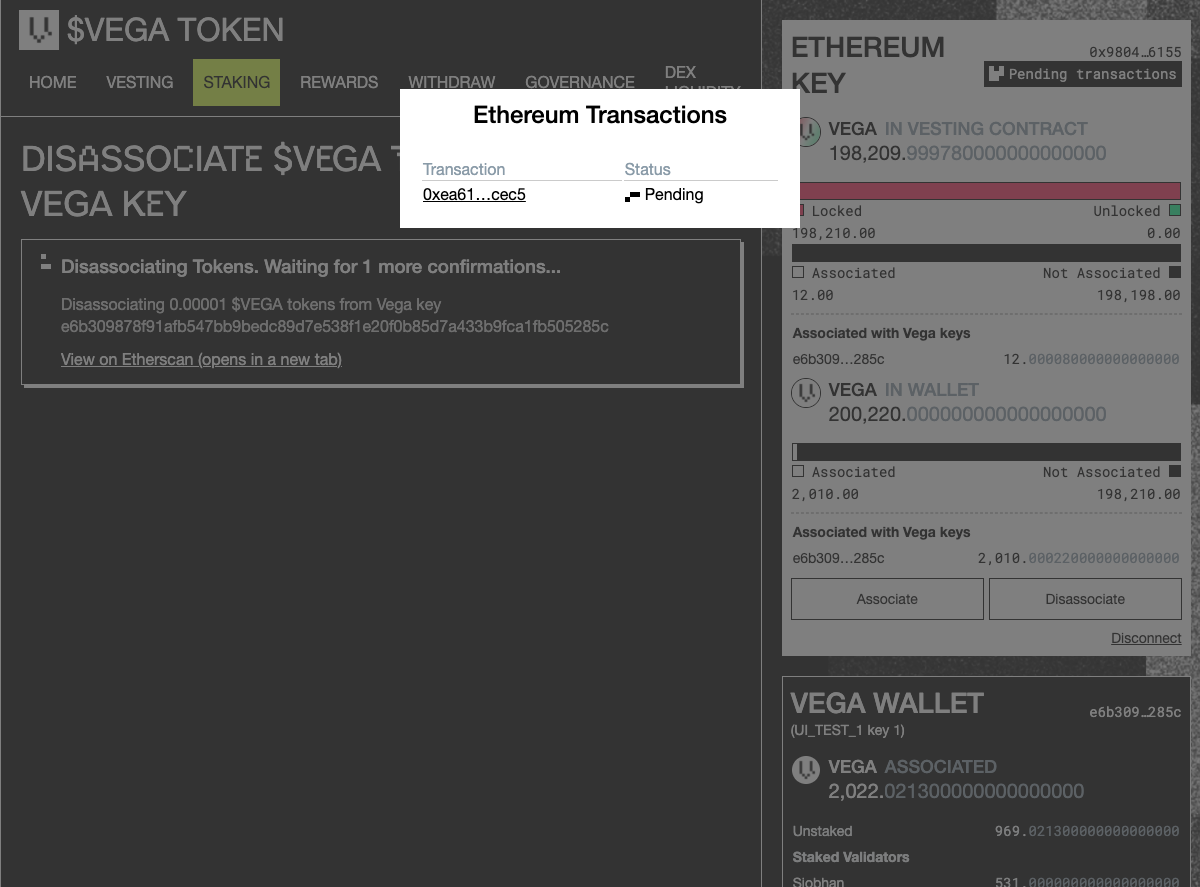 $VEGA TOKEN
HOME
VESTING
STAKING
REWARDS
WITHDRAW
GOVERNANCE
DEX
LIQUIDITY
DISASSOCIATE $VEGA
VEGA KEY
Disassociating Tokens. Waiting for 1 more confirmations...
Disassociating 0.00001 $VEGA tokens from Vega key
e6b309878f91afb547bb9bedc89d7e538f1e20f0b85d7a433b9fca1fb505285c
View on Etherscan (opens in a new tab)
Ethereum Transactions
Transaction Status
0xea61…cec5 Pending
ETHEREUM
KEY
0x9804…6155
Pending transactions
VEGA IN VESTING CONTRACT
198,209.999780000000000000
Locked Unlocked
198,210.00 0.00
Associated Not Associated
12.00 198,198.00
Associated with Vega keys
e6b309…285c 12.000080000000000000
VEGA IN WALLET
200,220.000000000000000000
Associated Not Associated
2,010.00 198,210.00
Associated with Vega keys
e6b309…285c 2,010.000220000000000000
Associate Disassociate
Disconnect
VEGA WALLET e6b309…285c
(UI_TEST_1 key 1)
VEGA ASSOCIATED
2,022.021300000000000000
Unstaked 969.021300000000000000
Staked Validators
Siobhan 531.000000000000000000